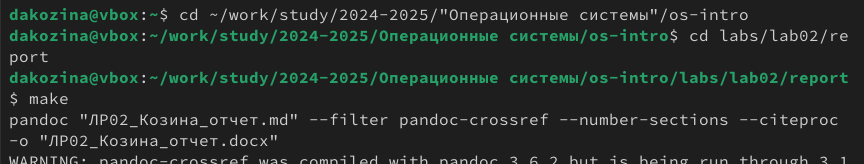 dakozina@vbox:~$ cd ~/work/study/2024-2025/"Операционные системы"/os-intro
dakozina@vbox:~/work/study/2024-2025/Операционные системы/os-intro$ cd labs/lab02/re
port
dakozina@vbox:~/work/study/2024-2025/Операционные системы/os-intro/labs/lab02/report
$ make
pandoc "ЛР02_Козина_отчет.md" --filter pandoc-crossref --number-sections --citeproc
-o "ЛР02_Козина_отчет.docx"
WARNING: pandoc-crossref was compiled with pandoc 3.6.2 but is being run through 3.1